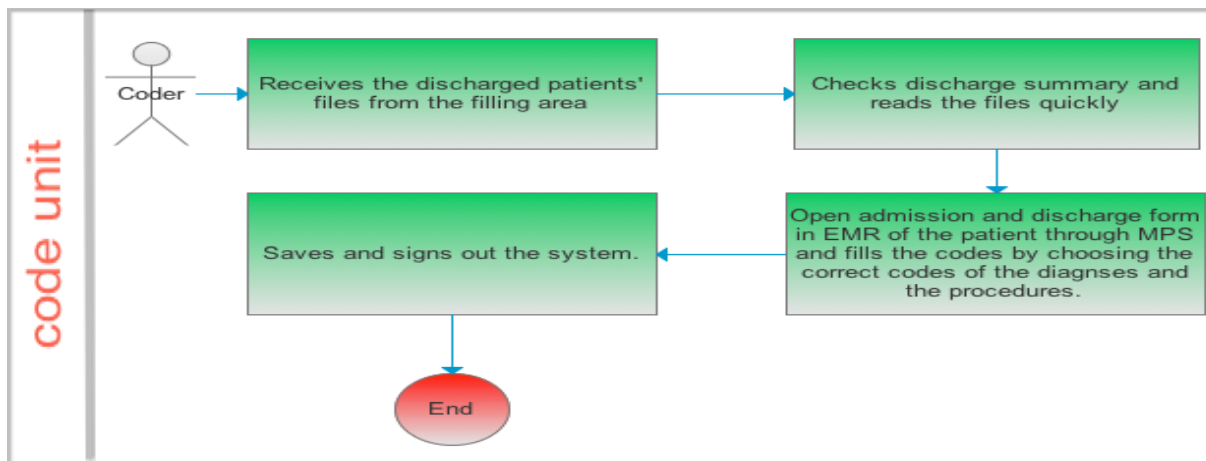 code unit
Coder
Receives the discharged patients'
files from the filling area
Checks discharge summary and
reads the files quickly
Open admission and discharge form
in EMR of the patient through MPS
and fills the codes by choosing the
correct codes of the diagnses and
the procedures.
Saves and signs out the system.
End